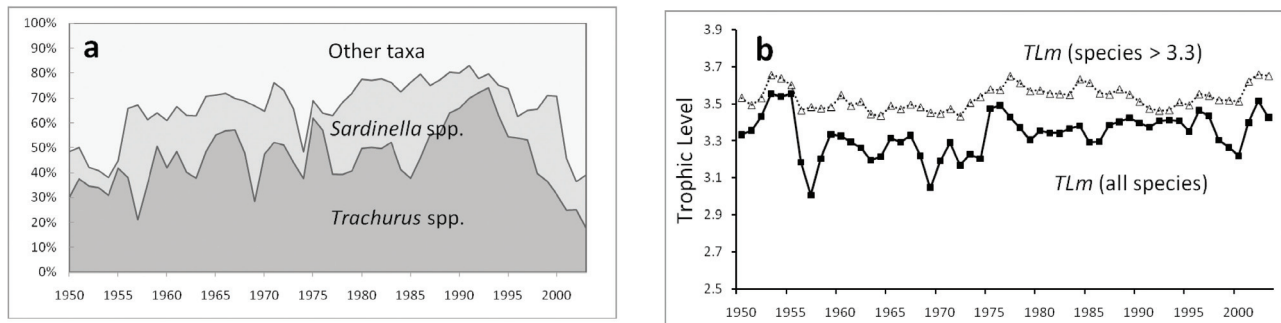 a
100%
90%
80%
70%
60%
50%
40%
30%
20%
10%
0%
Other taxa
Sardinella spp.
Trachurus spp.
1950 1955 1960 1965 1970 1975 1980 1985 1990 1995 2000
b
Trophic Level
3.9
3.7
3.5
3.3
3.1
2.9
2.7
2.5
TLm (species > 3.3)
TLm (all species)
1950 1955 1960 1965 1970 1975 1980 1985 1990 1995 2000